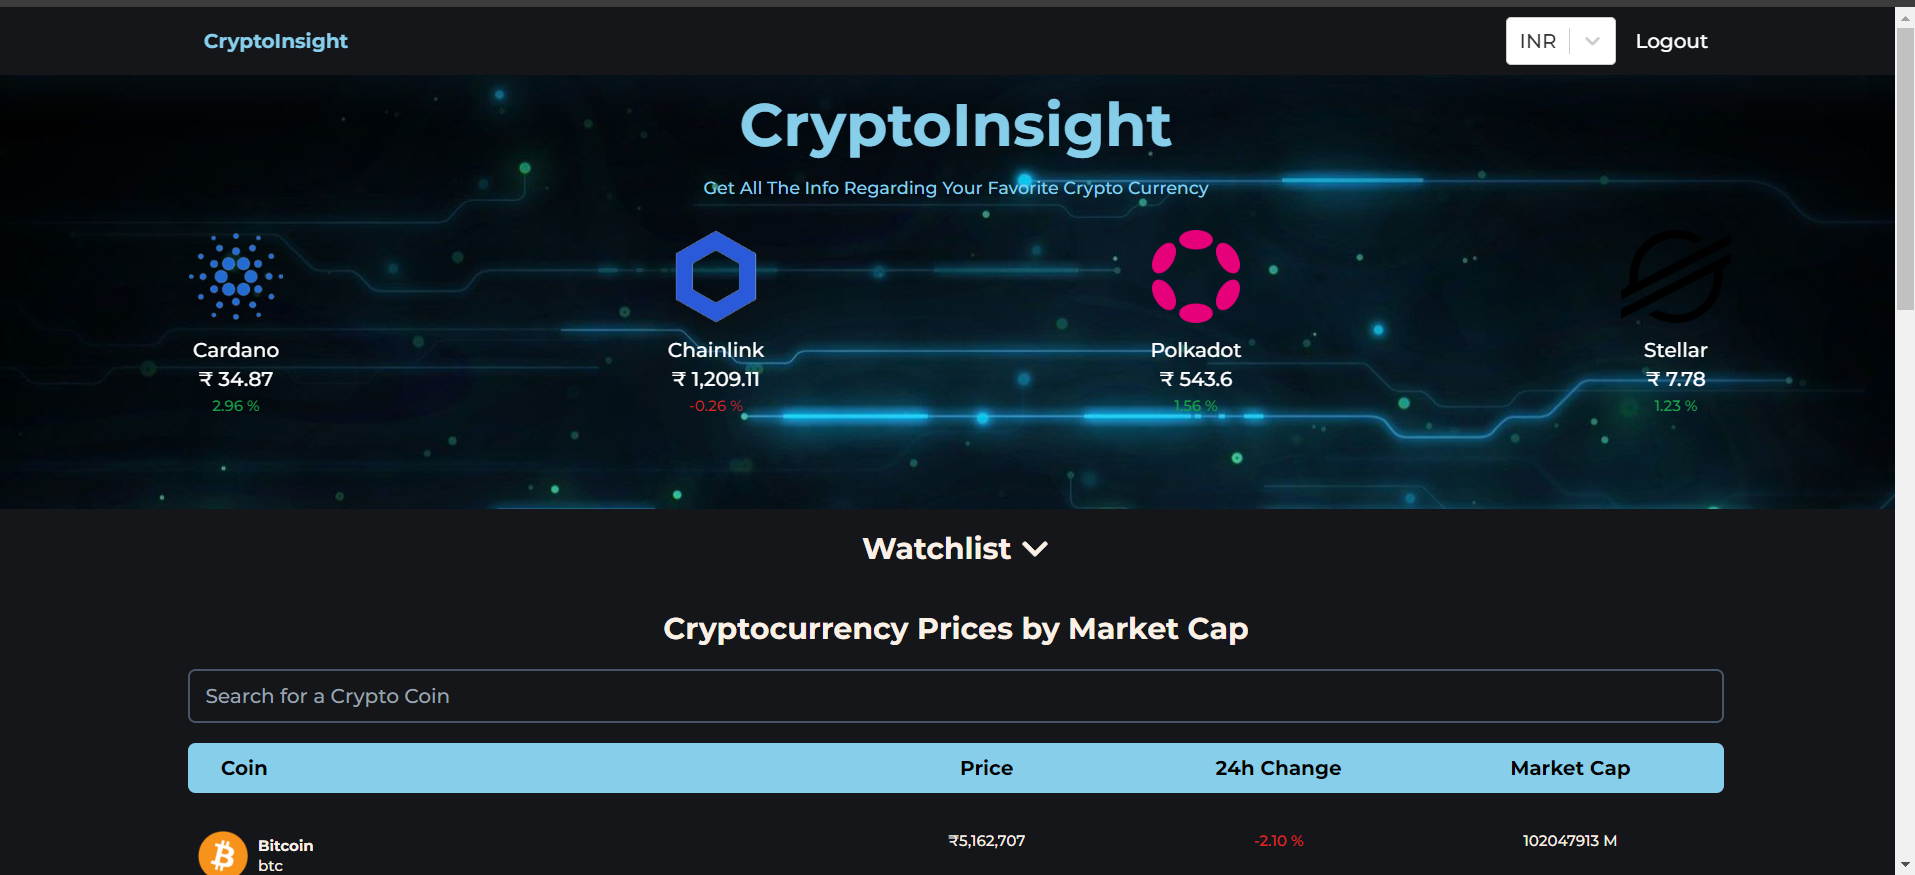 CryptoInsight
INR
Logout
CryptoInsight
Get All The Info Regarding Your Favorite Crypto Currency
Cardano
₹ 34.87
2.96 %
Chainlink
₹ 1,209.11
-0.26 %
Polkadot
₹ 543.6
1.56 %
Stellar
₹ 7.78
1.23 %
Watchlist
Cryptocurrency Prices by Market Cap
Search for a Crypto Coin
Coin Price 24h Change Market Cap
Bitcoin ₹5,162,707 -2.10 % 102047913 M
btc